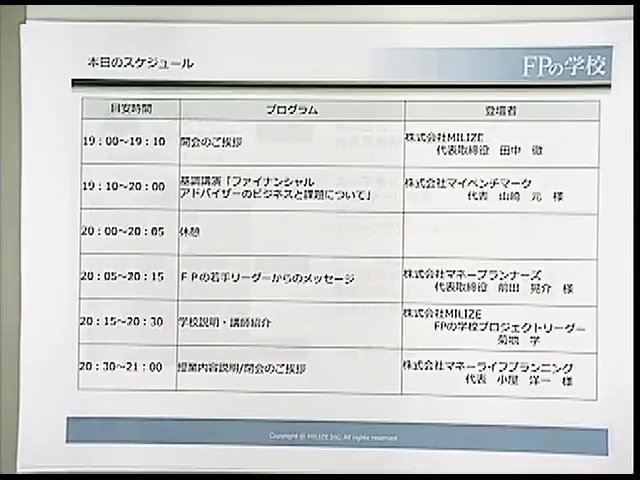 本日のスケジュール
FPの学校
目安時間 プログラム 登壇者
19:00～19:10 開会のご挨拶 株式会社MILIZE
代表取締役 田中 徹
19:10～20:00 基調講演「ファイナンシャル 株式会社マイベンチマーク
アドバイザーのビジネスと課題について」 代表 山崎 元 様
20:00～20:05 休憩
20:05～20:15 FPの若手リーダーからのメッセージ 株式会社マネープランナーズ
代表取締役 前田 晃介 様
20:15～20:30 学校説明・講師紹介 株式会社MILIZE
FPの学校プロジェクトリーダー
菊地 学
20:30～21:00 授業内容説明/閉会のご挨拶 株式会社マネーライフプランニング
代表 小屋 洋一 様
Copyright © MILIZE Inc. All rights reserved